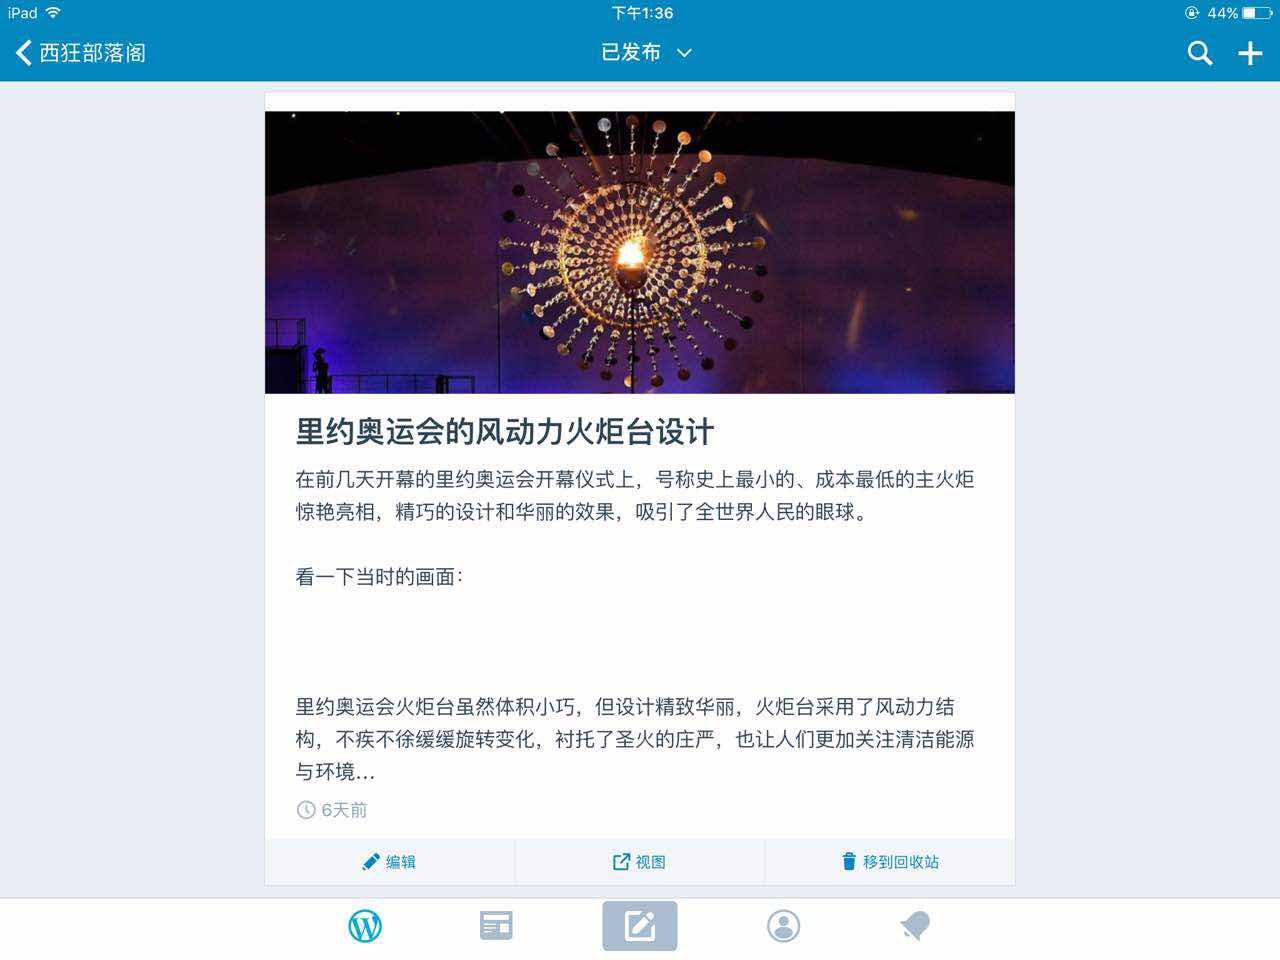 iPad
下午1:36
44%
西狂部落阁
已发布
里约奥运会的风动力火炬台设计
在前几天开幕的里约奥运会开幕仪式上，号称史上最小的、成本最低的主火炬
惊艳亮相，精巧的设计和华丽的效果，吸引了全世界人民的眼球。
看一下当时的画面：
里约奥运会火炬台虽然体积小巧，但设计精致华丽，火炬台采用了风动力结
构，不疾不徐缓缓旋转变化，衬托了圣火的庄严，也让人们更加关注清洁能源
与环境...
6天前
编辑
视图
移到回收站